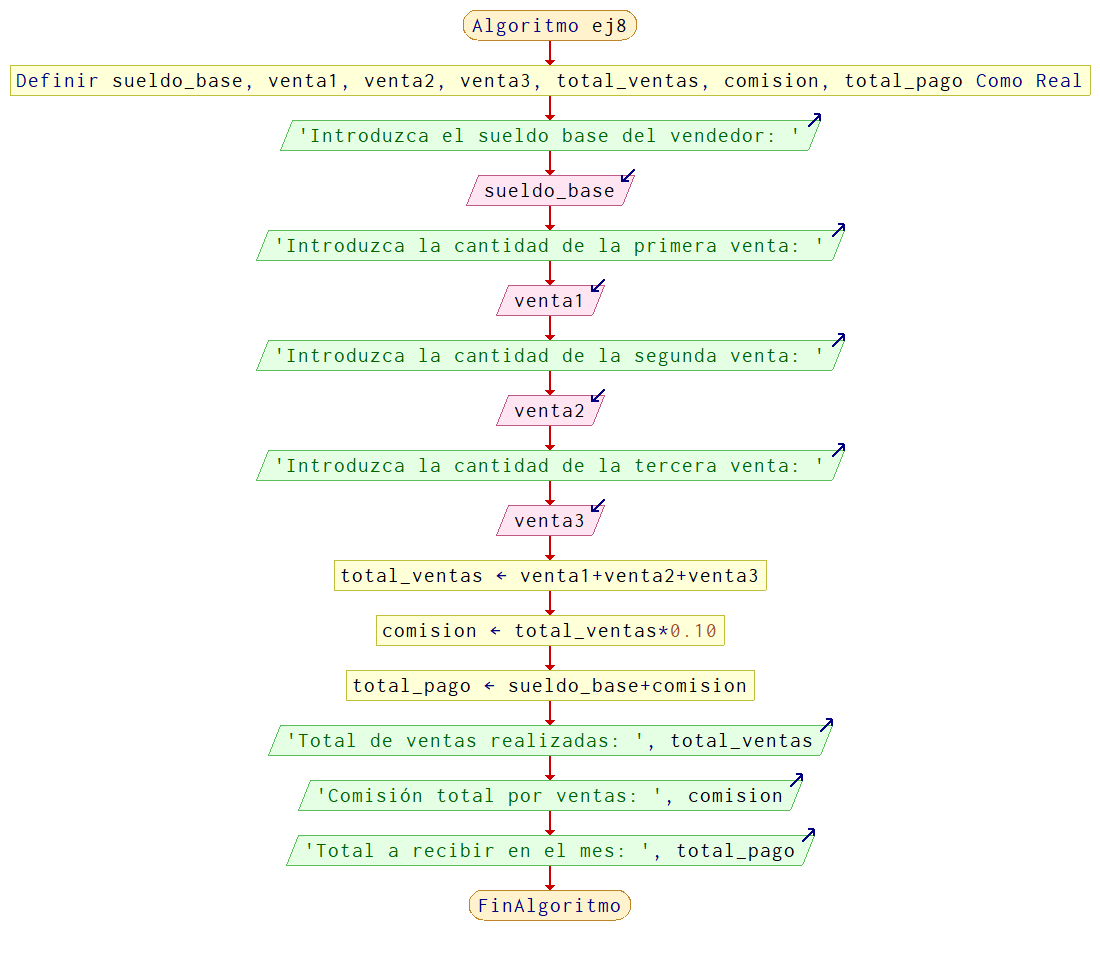 Algoritmo ej8
Definir sueldo_base, venta1, venta2, venta3, total_ventas, comision, total_pago Como Real
'Introduzca el sueldo base del vendedor: '
sueldo_base
'Introduzca la cantidad de la primera venta: '
venta1
'Introduzca la cantidad de la segunda venta: '
venta2
'Introduzca la cantidad de la tercera venta: '
venta3
total_ventas ← venta1+venta2+venta3
comision ← total_ventas*0.10
total_pago ← sueldo_base+comision
'Total de ventas realizadas: ', total_ventas
'Comisión total por ventas: ', comision
'Total a recibir en el mes: ', total_pago
FinAlgoritmo